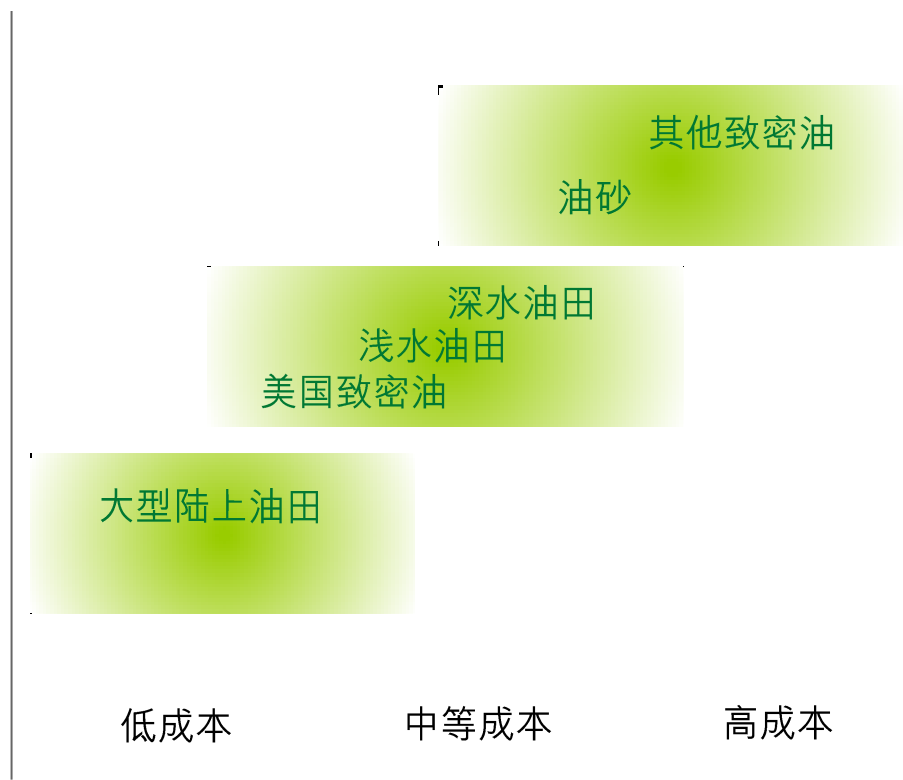 其他致密油
油砂
深水油田
浅水油田
美国致密油
大型陆上油田
低成本
中等成本
高成本